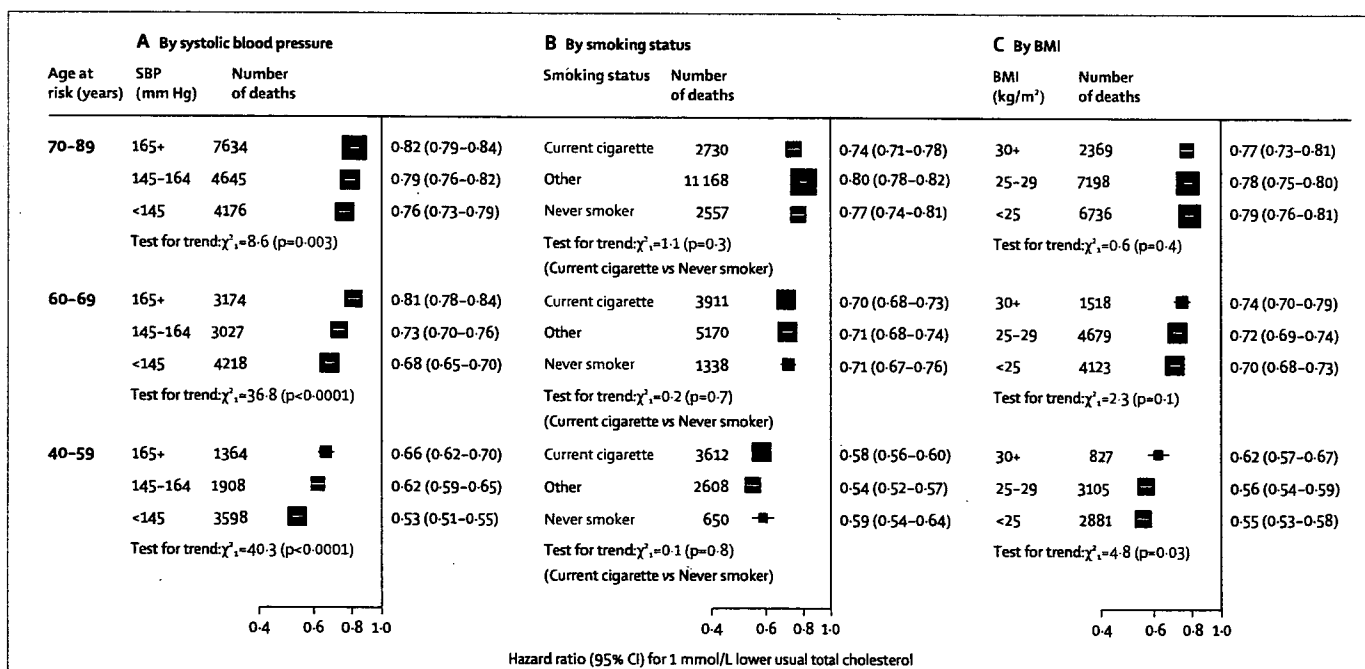 A By systolic blood pressure B By smoking status C By BMI
Age at SBP Number Smoking status Number BMI Number
risk (years) (mm Hg) of deaths of deaths (kg/m²) of deaths
70–89 165+ 7634 0·82 (0·79–0·84) Current cigarette 2730 0·74 (0·71–0·78) 30+ 2369 0·77 (0·73–0·81)
145–164 4645 0·79 (0·76–0·82) Other 11 168 0·80 (0·78–0·82) 25–29 7198 0·78 (0·75–0·80)
<145 4176 0·76 (0·73–0·79) Never smoker 2557 0·77 (0·74–0·81) <25 6736 0·79 (0·76–0·81)
Test for trend:χ²₁=8·6 (p=0·003) Test for trend:χ²₁=1·1 (p=0·3) Test for trend:χ²₁=0·6 (p=0·4)
(Current cigarette vs Never smoker)
60–69 165+ 3174 0·81 (0·78–0·84) Current cigarette 3911 0·70 (0·68–0·73) 30+ 1518 0·74 (0·70–0·79)
145–164 3027 0·73 (0·70–0·76) Other 5170 0·71 (0·68–0·74) 25–29 4679 0·72 (0·69–0·74)
<145 4218 0·68 (0·65–0·70) Never smoker 1338 0·71 (0·67–0·76) <25 4123 0·70 (0·68–0·73)
Test for trend:χ²₁=36·8 (p<0·0001) Test for trend:χ²₁=0·2 (p=0·7) Test for trend:χ²₁=2·3 (p=0·1)
(Current cigarette vs Never smoker)
40–59 165+ 1364 0·66 (0·62–0·70) Current cigarette 3612 0·58 (0·56–0·60) 30+ 827 0·62 (0·57–0·67)
145–164 1908 0·62 (0·59–0·65) Other 2608 0·54 (0·52–0·57) 25–29 3105 0·56 (0·54–0·59)
<145 3598 0·53 (0·51–0·55) Never smoker 650 0·59 (0·54–0·64) <25 2881 0·55 (0·53–0·58)
Test for trend:χ²₁=40·3 (p<0·0001) Test for trend:χ²₁=0·1 (p=0·8) Test for trend:χ²₁=4·8 (p=0·03)
(Current cigarette vs Never smoker)
0·4 0·6 0·8 1·0 0·4 0·6 0·8 1·0 0·4 0·6 0·8 1·0
Hazard ratio (95% CI) for 1 mmol/L lower usual total cholesterol